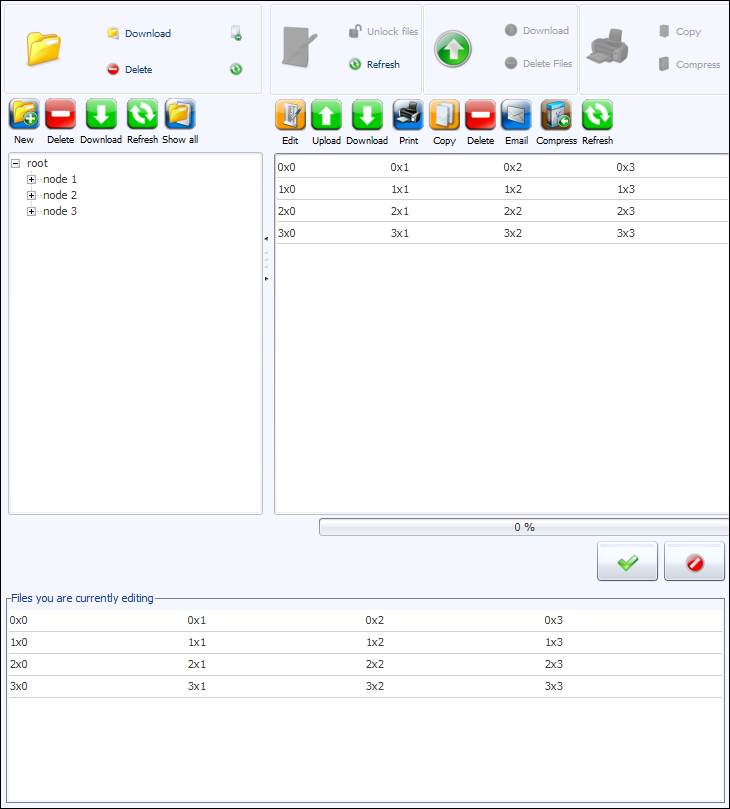 Download
Delete
Unlock files
Refresh
Download
Delete Files
Copy
Compress
New Delete Download Refresh Show all
Edit Upload Download Print Copy Delete Email Compress Refresh
root
node 1
node 2
node 3
0x0 0x1 0x2 0x3
1x0 1x1 1x2 1x3
2x0 2x1 2x2 2x3
3x0 3x1 3x2 3x3
0 %
Files you are currently editing
0x0 0x1 0x2 0x3
1x0 1x1 1x2 1x3
2x0 2x1 2x2 2x3
3x0 3x1 3x2 3x3